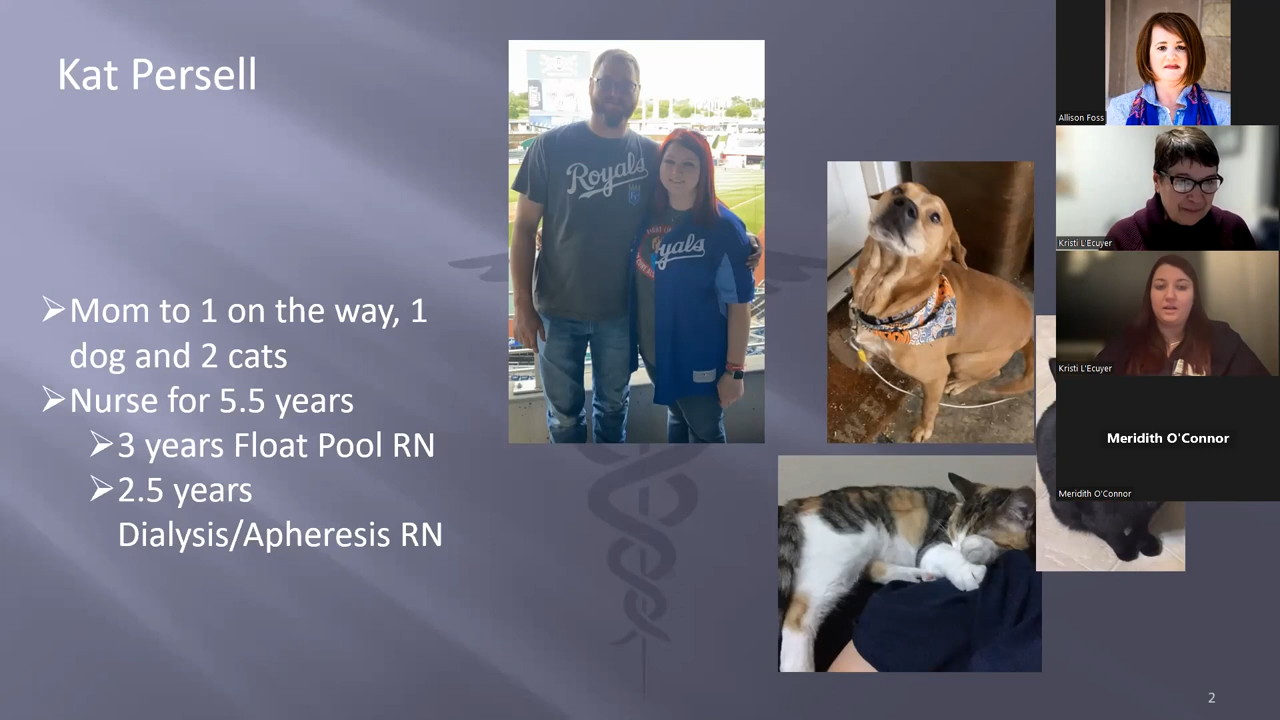 Kat Persell
Mom to 1 on the way, 1
dog and 2 cats
Nurse for 5.5 years
3 years Float Pool RN
2.5 years
Dialysis/Apheresis RN
Royals
KC
yals
Allison Foss
Kristi L'Ecuyer
Kristi L'Ecuyer
Meridith O'Connor
Meridith O'Connor
2